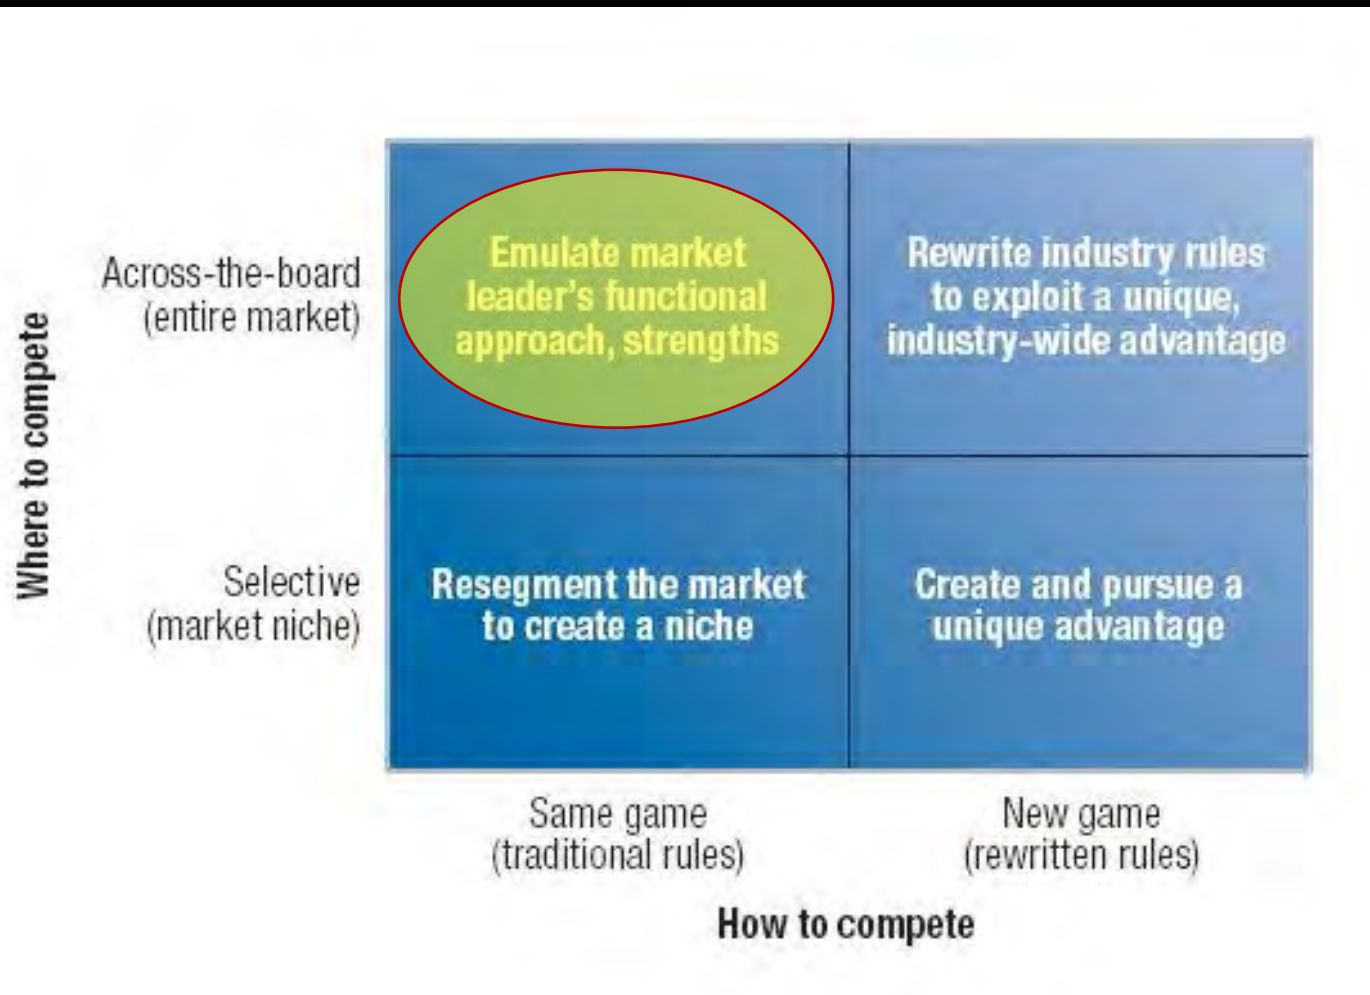 Where to compete
Across-the-board
(entire market)
Emulate market
leader's functional
approach, strengths
Rewrite industry rules
to exploit a unique,
industry-wide advantage
Selective
(market niche)
Resegment the market
to create a niche
Create and pursue a
unique advantage
Same game
(traditional rules)
New game
(rewritten rules)
How to compete